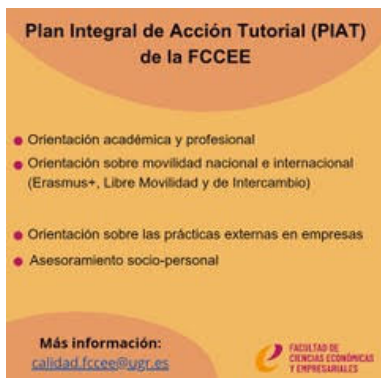 Plan Integral de Acción Tutorial (PIAT)
de la FCCEE
Orientación académica y profesional
Orientación sobre movilidad nacional e internacional
(Erasmus+, Libre Movilidad y de Intercambio)
Orientación sobre las prácticas externas en empresas
Asesoramiento socio-personal
Más información:
calidad.fccee@ugr.es
FACULTAD DE
CIENCIAS ECONÓMICAS
Y EMPRESARIALES